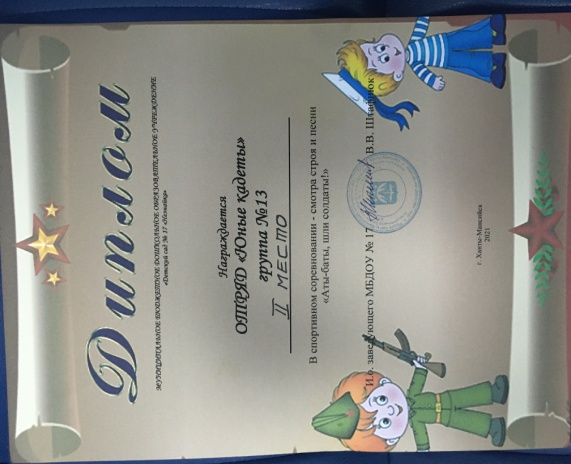 Диплом
МУНИЦИПАЛЬНОЕ БЮДЖЕТНОЕ ДОШКОЛЬНОЕ ОБРАЗОВАТЕЛЬНОЕ УЧРЕЖДЕНИЕ
«Детский сад № 17 «Незнайка»
Награждается
ОТРЯД «Юные кадеты»
группа №13
II МЕСТО
В спортивном соревновании - смотра строя и песни
«Аты-баты, шли солдаты!»
И.о. заведующего МБДОУ № 17 В.В.
г. Ханты-Мансийск
2021